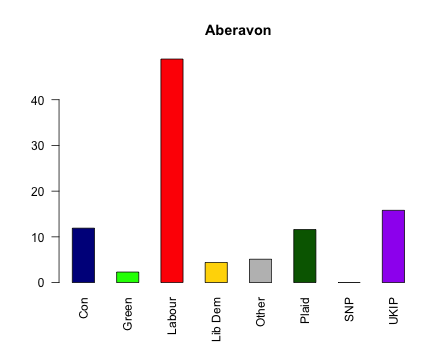 Aberavon
40
30
20
10
0
Con
Green
Labour
Lib Dem
Other
Plaid
SNP
UKIP